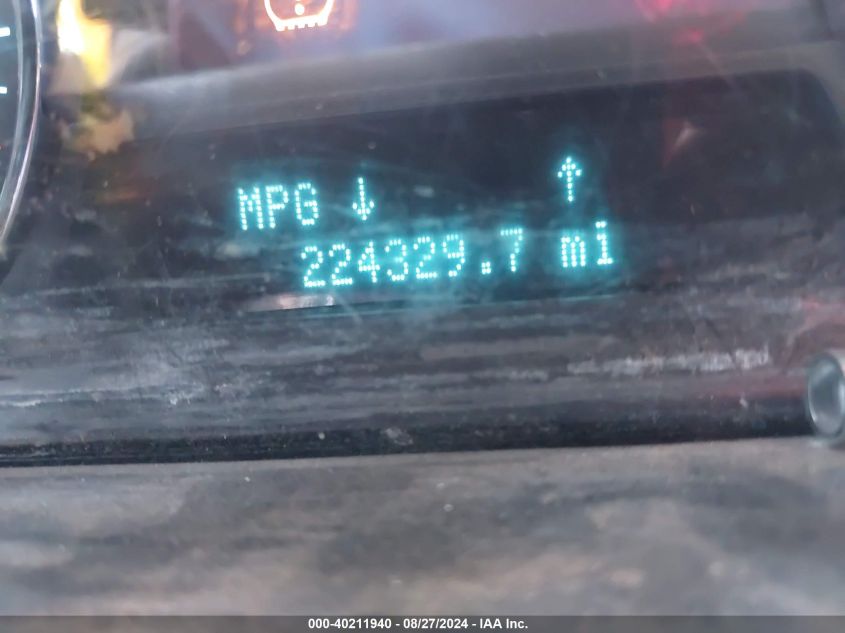 MPG ↓ ↑
224329.7 mi
000-40211940 - 08/27/2024 - IAA Inc.